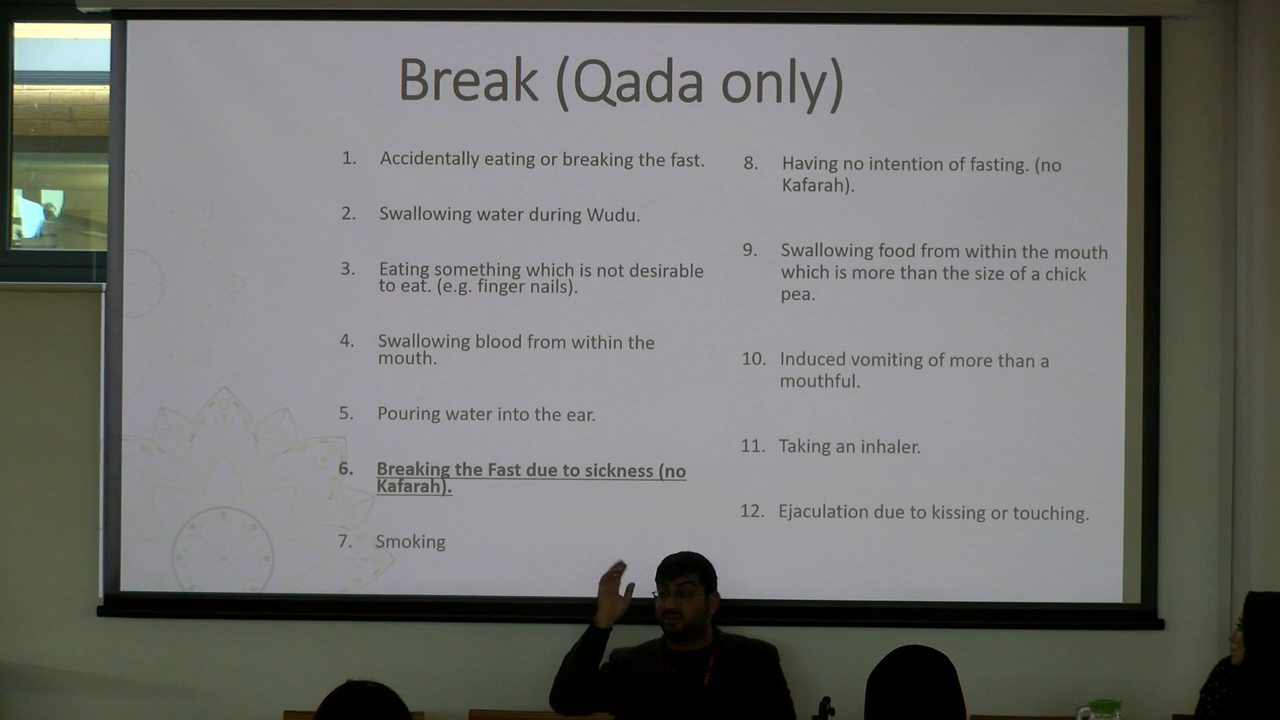 Break (Qada only)
1. Accidentally eating or breaking the fast.
2. Swallowing water during Wudu.
3. Eating something which is not desirable
to eat. (e.g. finger nails).
4. Swallowing blood from within the
mouth.
5. Pouring water into the ear.
6. Breaking the Fast due to sickness (no
Kafarah).
7. Smoking
8. Having no intention of fasting. (no
Kafarah).
9. Swallowing food from within the mouth
which is more than the size of a chick
pea.
10. Induced vomiting of more than a
mouthful.
11. Taking an inhaler.
12. Ejaculation due to kissing or touching.